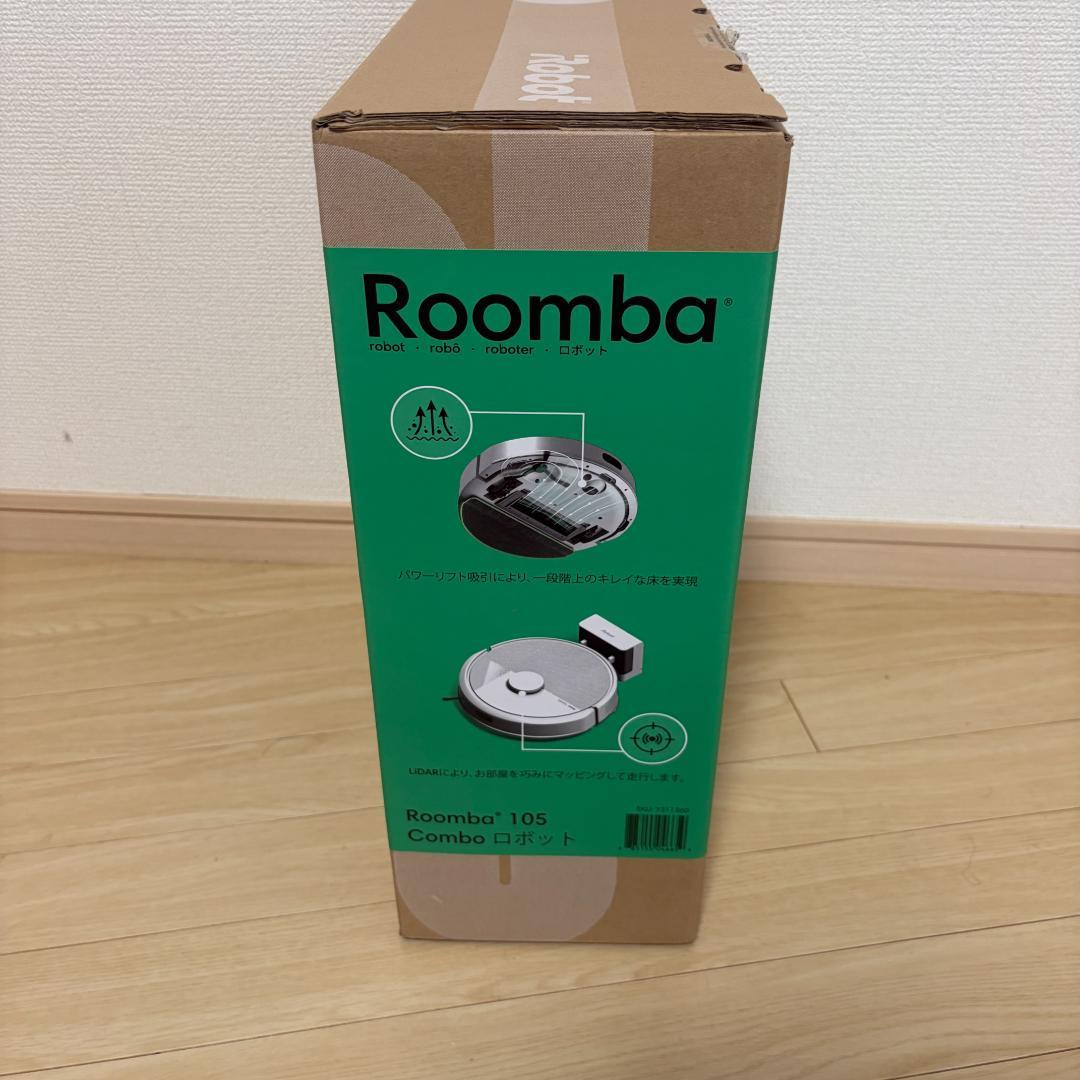 iRobot
Roomba®
robot · robô · roboter · ロボット
パワーリフト吸引により、一段階上のキレイな床を実現
LiDARにより、お部屋を巧みにマッピングして走行します。
Roomba® 105
Combo ロボット